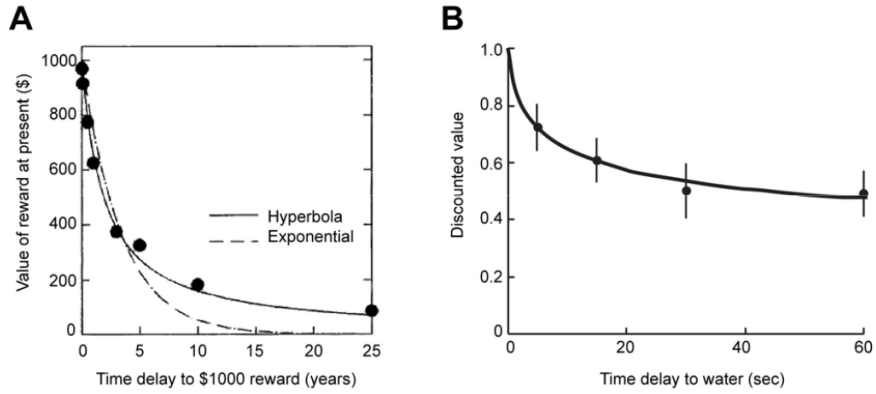 A
Value of reward at present ($)
1000
800
600
400
200
0
Hyperbola
Exponential
0 5 10 15 20 25
Time delay to $1000 reward (years)
B
Discounted value
1.0
0.8
0.6
0.4
0.2
0
0 20 40 60
Time delay to water (sec)